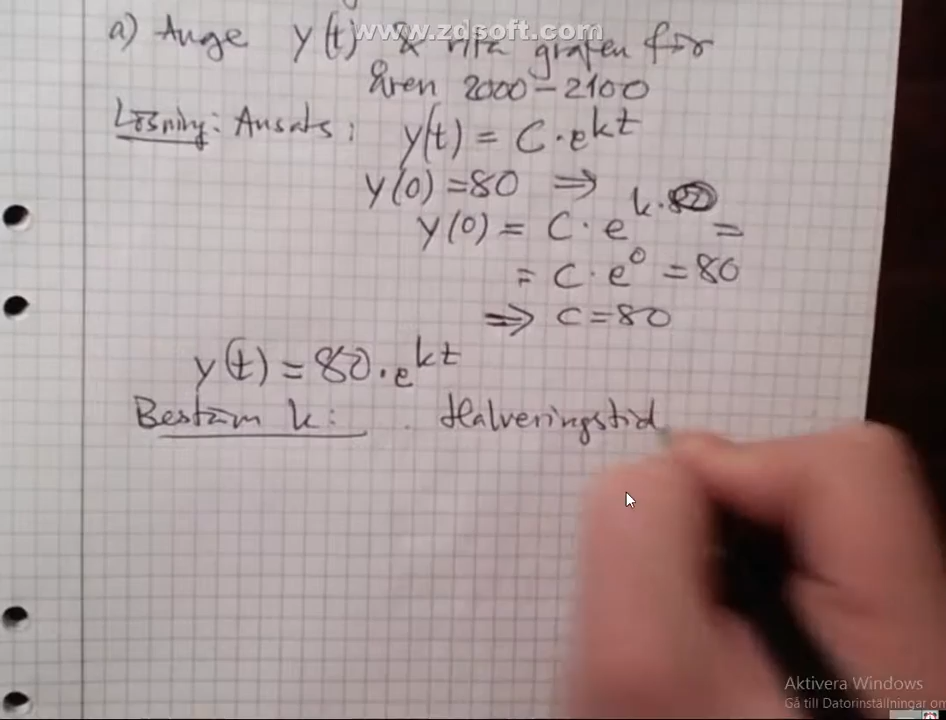 www.zdsoft.com
a) Ange y(t) & rita grafen för
åren 2000-2100
Lösning: Ansats: y(t) = C·e^kt
y(0) = 80 ⇒
y(0) = C·e^k· =
= C·e^0 = 80
⇒ C = 80
y(t) = 80·e^kt
Bestäm k: Halveringstid
Aktivera Windows
Gå till Datorinställningar om